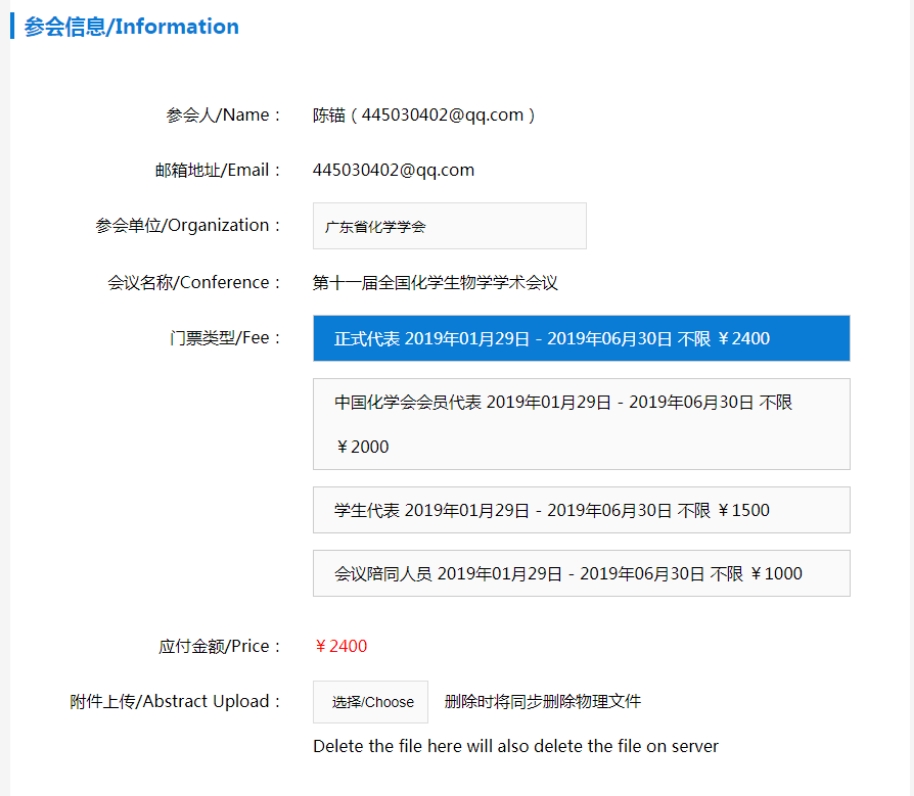 参会信息/Information
参会人/Name： 陈锚（445030402@qq.com）
邮箱地址/Email： 445030402@qq.com
参会单位/Organization： 广东省化学学会
会议名称/Conference： 第十一届全国化学生物学学术会议
门票类型/Fee： 正式代表 2019年01月29日 - 2019年06月30日 不限 ￥2400
中国化学会会员代表 2019年01月29日 - 2019年06月30日 不限
￥2000
学生代表 2019年01月29日 - 2019年06月30日 不限 ￥1500
会议陪同人员 2019年01月29日 - 2019年06月30日 不限 ￥1000
应付金额/Price： ￥2400
附件上传/Abstract Upload： 选择/Choose 删除时将同步删除物理文件
Delete the file here will also delete the file on server